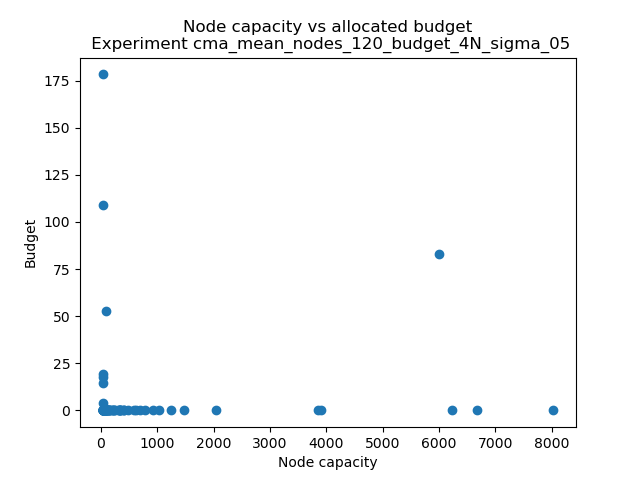 Node capacity vs allocated budget
Experiment cma_mean_nodes_120_budget_4N_sigma_05
175
150
125
100
75
50
25
0
Budget
0 1000 2000 3000 4000 5000 6000 7000 8000
Node capacity